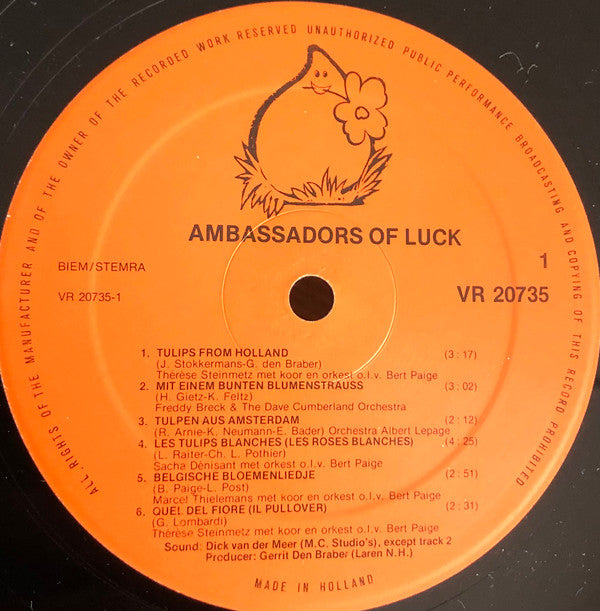 ALL RIGHTS OF THE MANUFACTURER AND OF THE OWNER OF THE RECORDED WORK RESERVED UNAUTHORIZED PUBLIC PERFORMANCE BROADCASTING AND COPYING OF THIS RECORD PROHIBITED
AMBASSADORS OF LUCK
BIEM/STEMRA
1
VR 20735-1
VR 20735
1. TULIPS FROM HOLLAND (3:17)
(J. Stokkermans-G. den Braber)
Thérèse Steinmetz met koor en orkest o.l.v. Bert Paige
2. MIT EINEM BUNTEN BLUMENSTRAUSS (3:02)
(H. Gietz-K. Feltz)
Freddy Breck & The Dave Cumberland Orchestra
3. TULPEN AUS AMSTERDAM (2:12)
(R. Arnie-K. Neumann-E. Bader) Orchestra Albert Lepage
4. LES TULIPS BLANCHES (LES ROSES BLANCHES) (4:25)
(L. Raiter-Ch. L. Pothier)
Sacha Dénisant met orkest o.l.v. Bert Paige
5. BELGISCHE BLOEMENLIEDJE (2:51)
(B. Paige-L. Post)
Marcel Thielemans met koor en orkest o.l.v. Bert Paige
6. QUEL DEL FIORE (IL PULLOVER) (2:31)
(G. Lombardi)
Thérèse Steinmetz met koor en orkest o.l.v. Bert Paige
Sound: Dick van der Meer (M.C. Studio's), except track 2
Producer: Gerrit Den Braber (Laren N.H.)
MADE IN HOLLAND